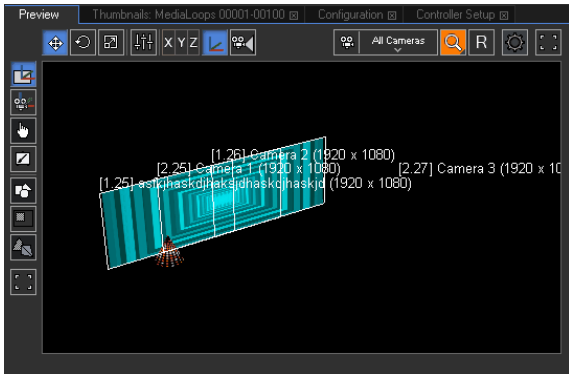 Preview Thumbnails: MediaLoops 00001-00100 Configuration Controller Setup
X Y Z All Cameras R
[1.26] Camera 2 (1920 x 1080)
[2.25] Camera 1 (1920 x 1080) [2.27] Camera 3 (1920 x 10
[1.25] asfkjhaskdjhaksjdhaskdjhaskjd (1920 x 1080)